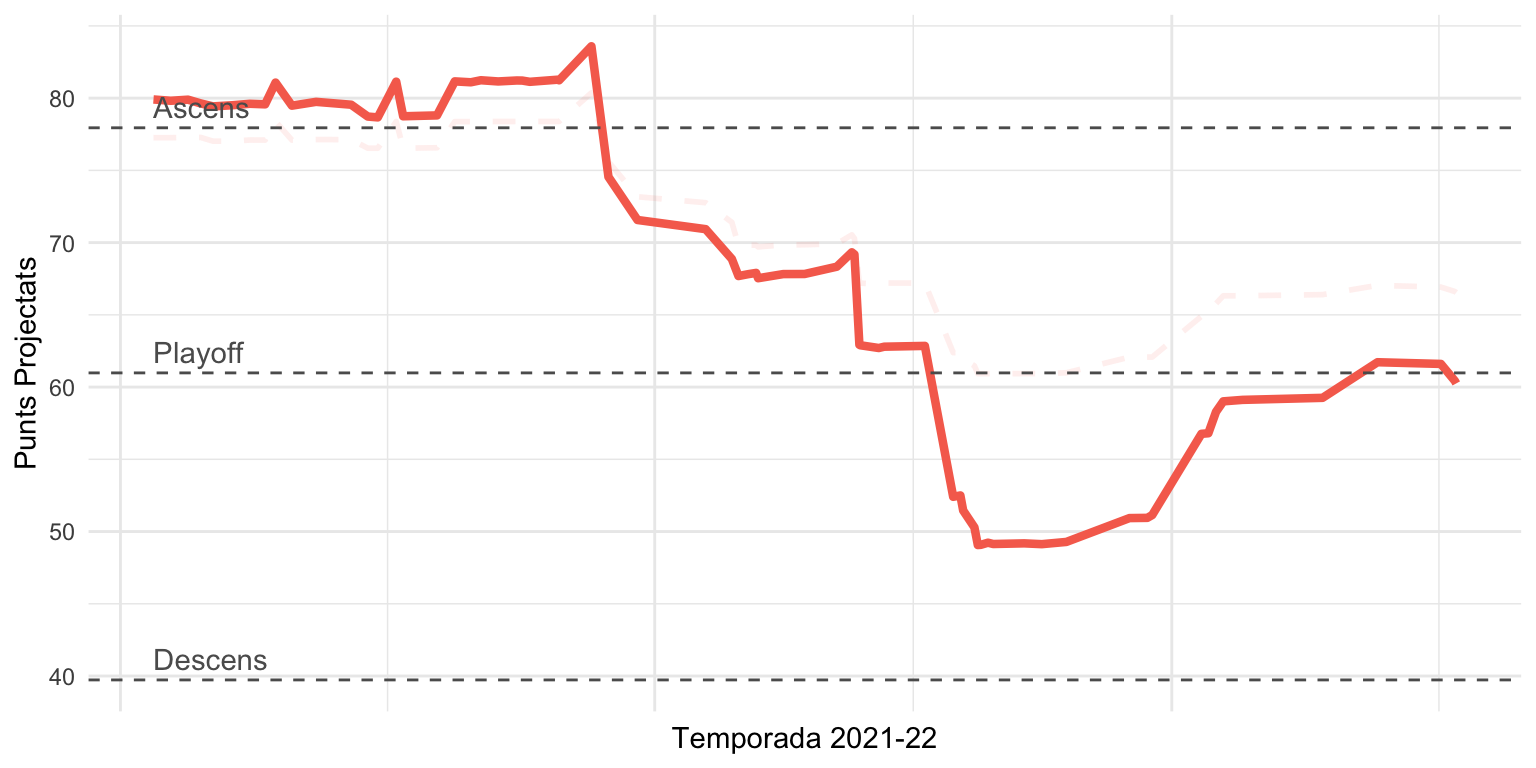 80
70
60
50
40
Ascens
Playoff
Descens
Punts Projectats
Temporada 2021-22